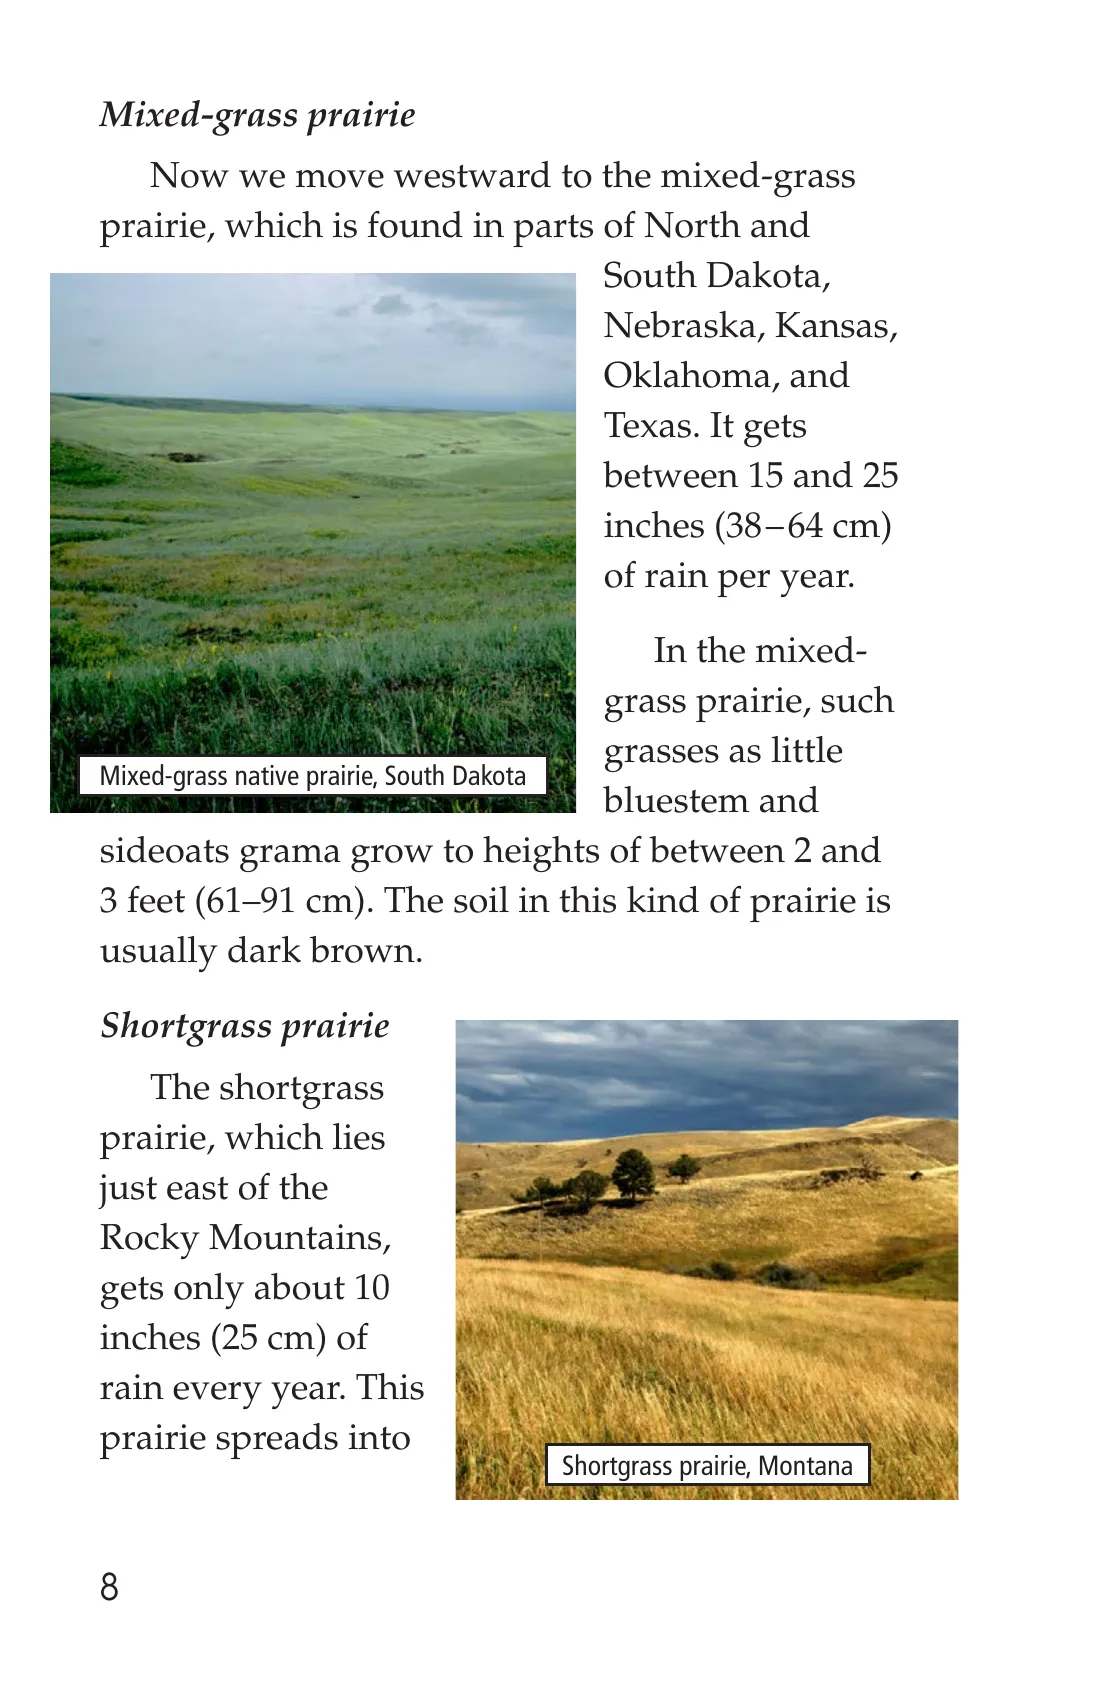 Mixed-grass prairie
Now we move westward to the mixed-grass
prairie, which is found in parts of North and
South Dakota,
Nebraska, Kansas,
Oklahoma, and
Texas. It gets
between 15 and 25
inches (38–64 cm)
of rain per year.
In the mixed-
grass prairie, such
grasses as little
bluestem and
Mixed-grass native prairie, South Dakota
sideoats grama grow to heights of between 2 and
3 feet (61–91 cm). The soil in this kind of prairie is
usually dark brown.
Shortgrass prairie
The shortgrass
prairie, which lies
just east of the
Rocky Mountains,
gets only about 10
inches (25 cm) of
rain every year. This
prairie spreads into
Shortgrass prairie, Montana
8